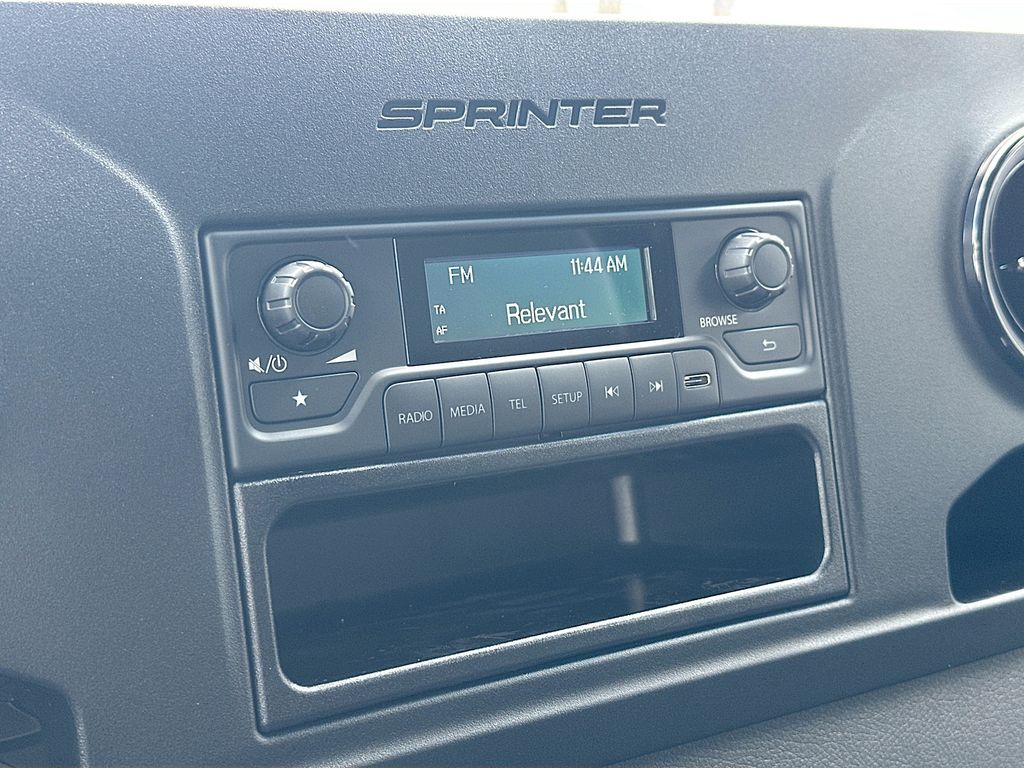 SPRINTER
FM 11:44 AM
TA
Relevant
AF
BROWSE
RADIO MEDIA TEL SETUP